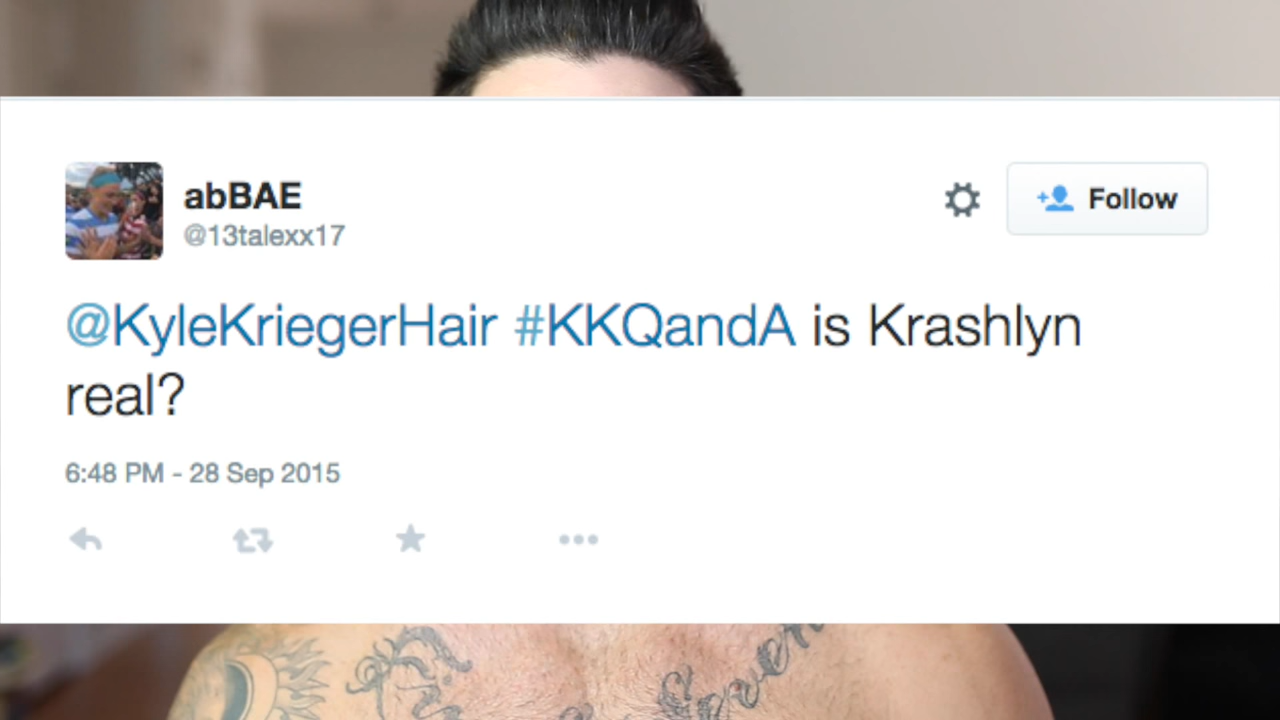 abBAE
Follow
@13talexx17
@KyleKriegerHair #KKQandA is Krashlyn
real?
6:48 PM - 28 Sep 2015